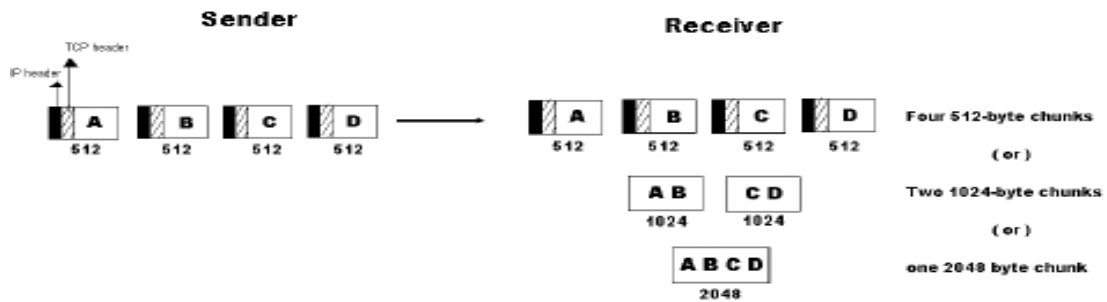 Sender
Receiver
TCP header
IP header
A B C D
512 512 512 512
A B C D
512 512 512 512
Four 512-byte chunks
( or )
A B C D
1024 1024
Two 1024-byte chunks
( or )
A B C D
2048
one 2048 byte chunk